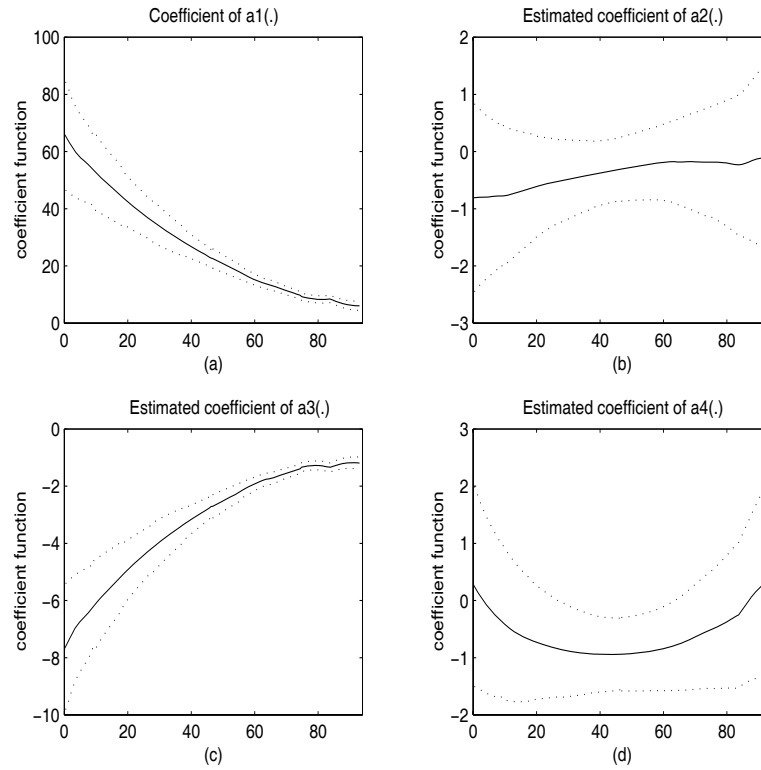 Coefficient of a1(.)
coefficient function
100
80
60
40
20
0
0 20 40 60 80
(a)
Estimated coefficient of a2(.)
coefficient function
2
1
0
-1
-2
-3
0 20 40 60 80
(b)
Estimated coefficient of a3(.)
coefficient function
0
-2
-4
-6
-8
-10
0 20 40 60 80
(c)
Estimated coefficient of a4(.)
coefficient function
3
2
1
0
-1
-2
0 20 40 60 80
(d)